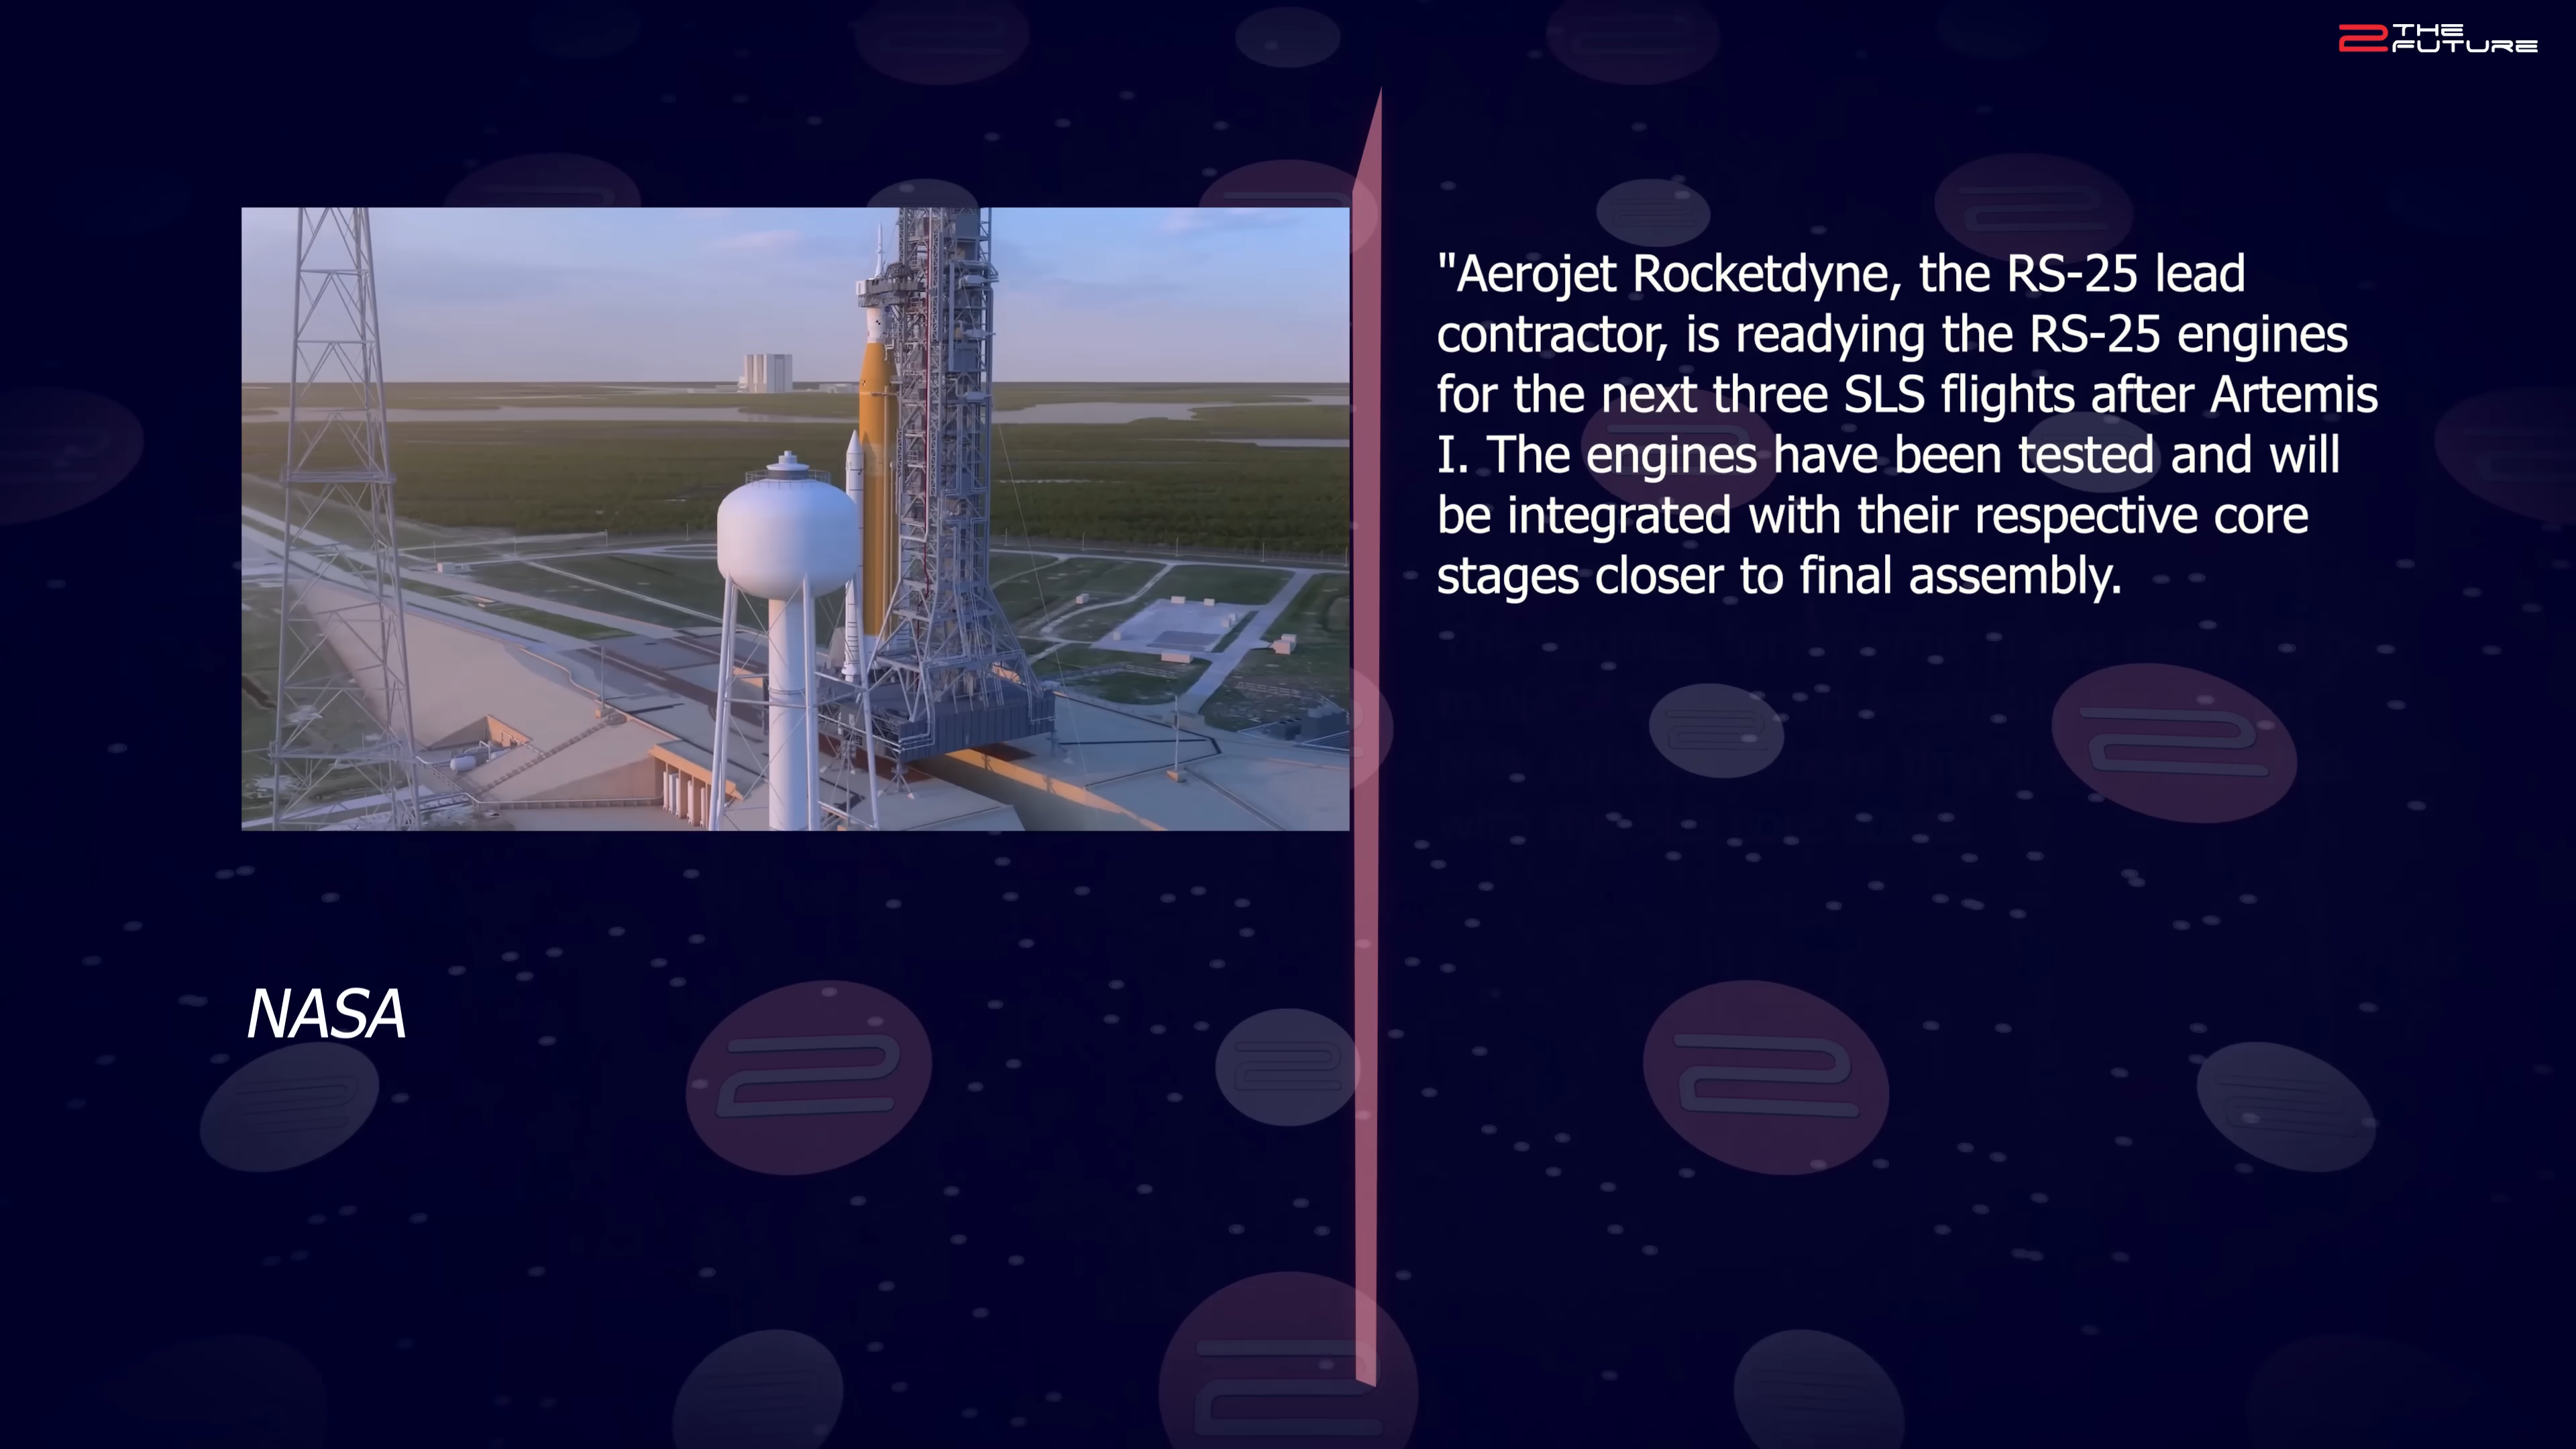 2 THE
FUTURE
"Aerojet Rocketdyne, the RS-25 lead
contractor, is readying the RS-25 engines
for the next three SLS flights after Artemis
I. The engines have been tested and will
be integrated with their respective core
stages closer to final assembly.
NASA